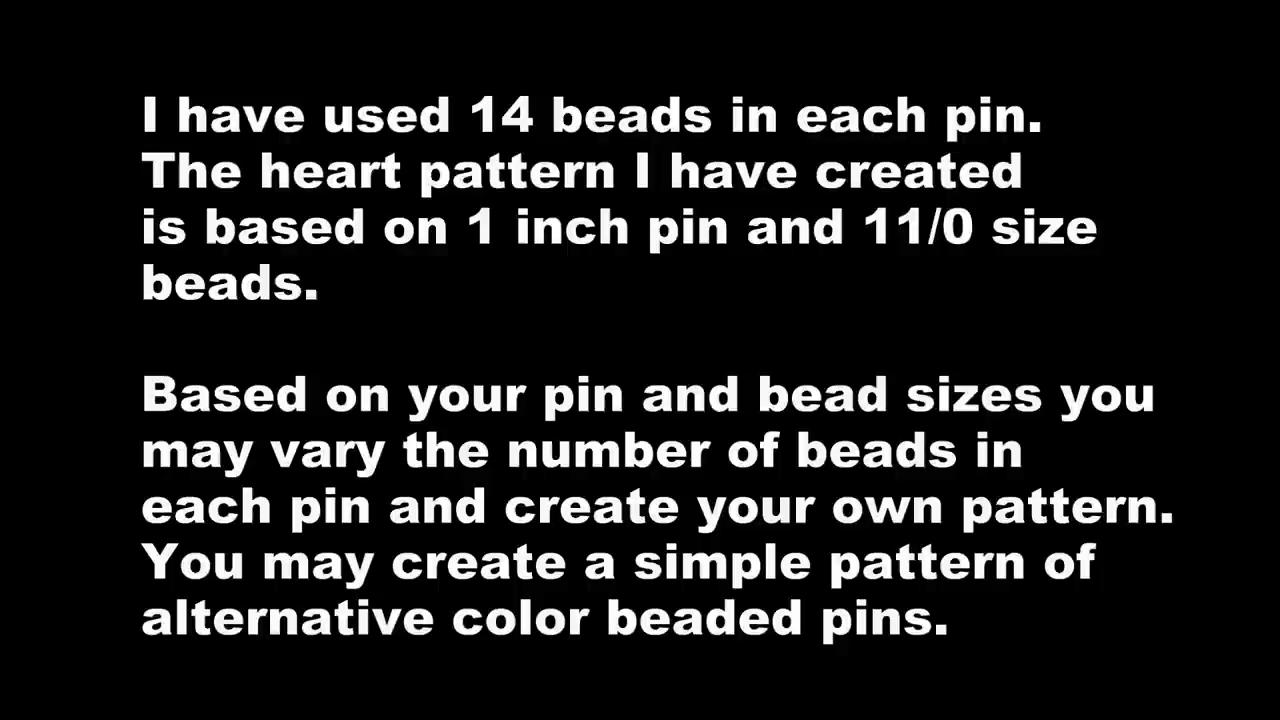 I have used 14 beads in each pin.
The heart pattern I have created
is based on 1 inch pin and 11/0 size
beads.
Based on your pin and bead sizes you
may vary the number of beads in
each pin and create your own pattern.
You may create a simple pattern of
alternative color beaded pins.